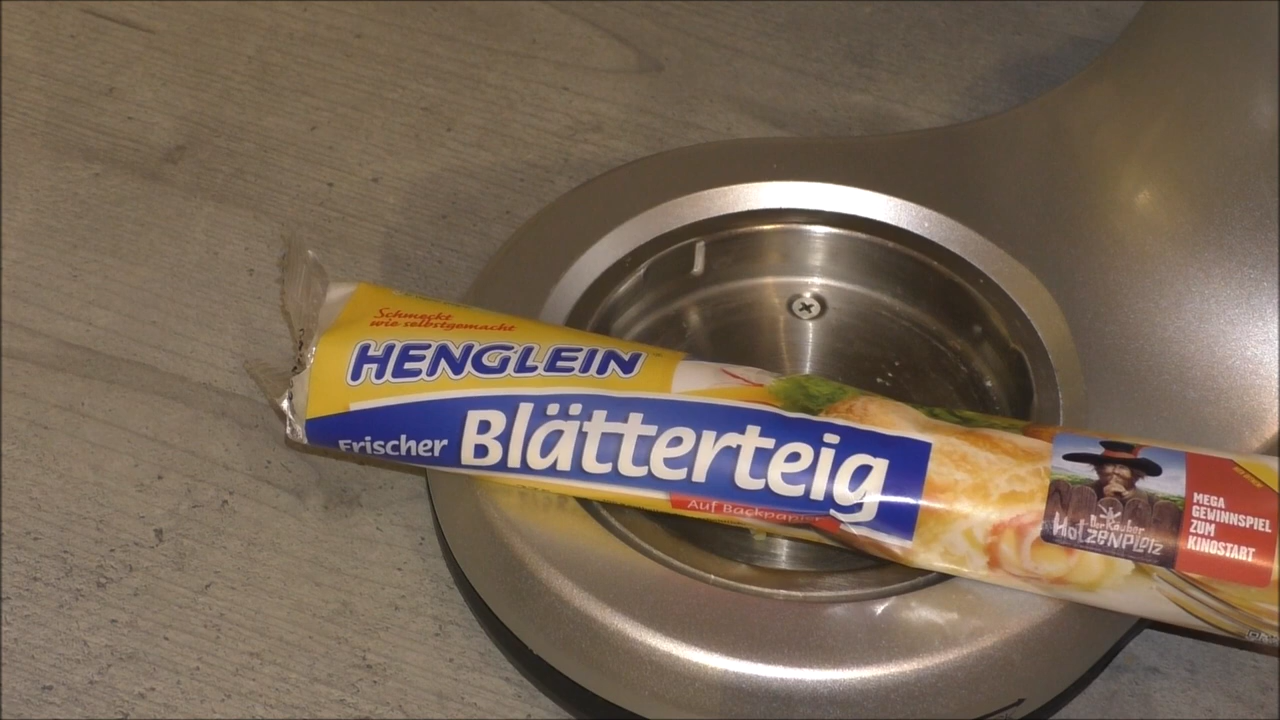 Schmeckt
wie selbstgemacht
HENGLEIN
Frischer Blätterteig
Auf Backpapier
Der Räuber
HOTZENPLOTZ
MEGA
GEWINNSPIEL
ZUM
KINOSTART